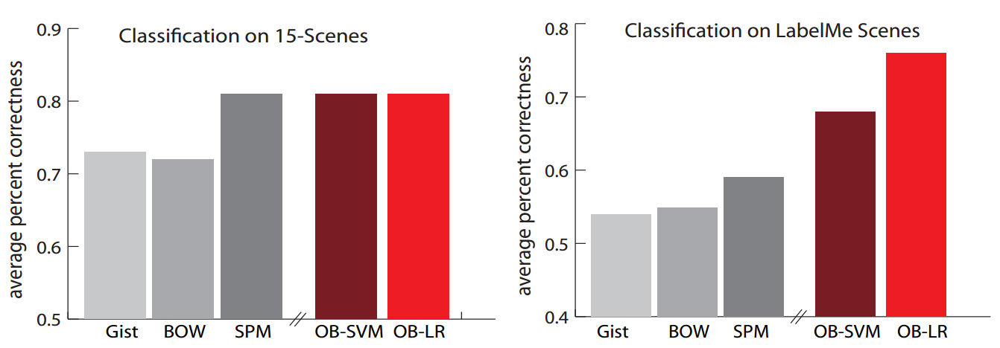 Classification on 15-Scenes
average percent correctness
0.9
0.8
0.7
0.6
0.5
Gist BOW SPM OB-SVM OB-LR
Classification on LabelMe Scenes
average percent correctness
0.8
0.7
0.6
0.5
0.4
Gist BOW SPM OB-SVM OB-LR